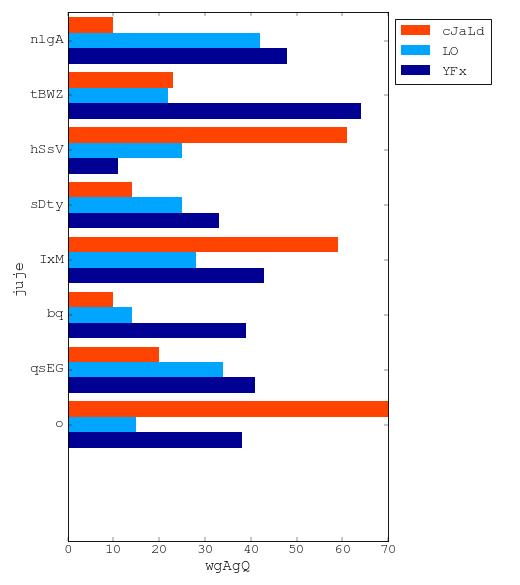 cJaLd
LO
YFx
nlgA
tBWZ
hSsV
sDty
IxM
bq
qsEG
o
juje
0 10 20 30 40 50 60 70
wgAgQ